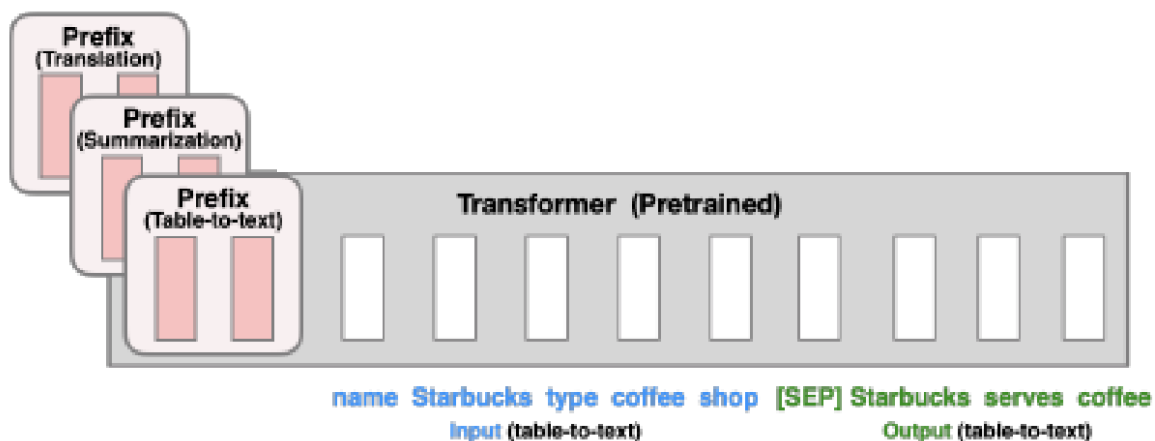 Prefix
(Translation)
Prefix
(Summarization)
Prefix
(Table-to-text)
Transformer (Pretrained)
name Starbucks type coffee shop [SEP] Starbucks serves coffee
Input (table-to-text) Output (table-to-text)